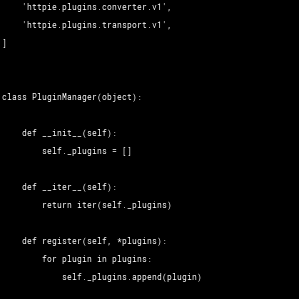 'httpie.plugins.converter.v1',
'httpie.plugins.transport.v1',
]
class PluginManager(object):
def __init__(self):
self._plugins = []
def __iter__(self):
return iter(self._plugins)
def register(self, *plugins):
for plugin in plugins:
self._plugins.append(plugin)